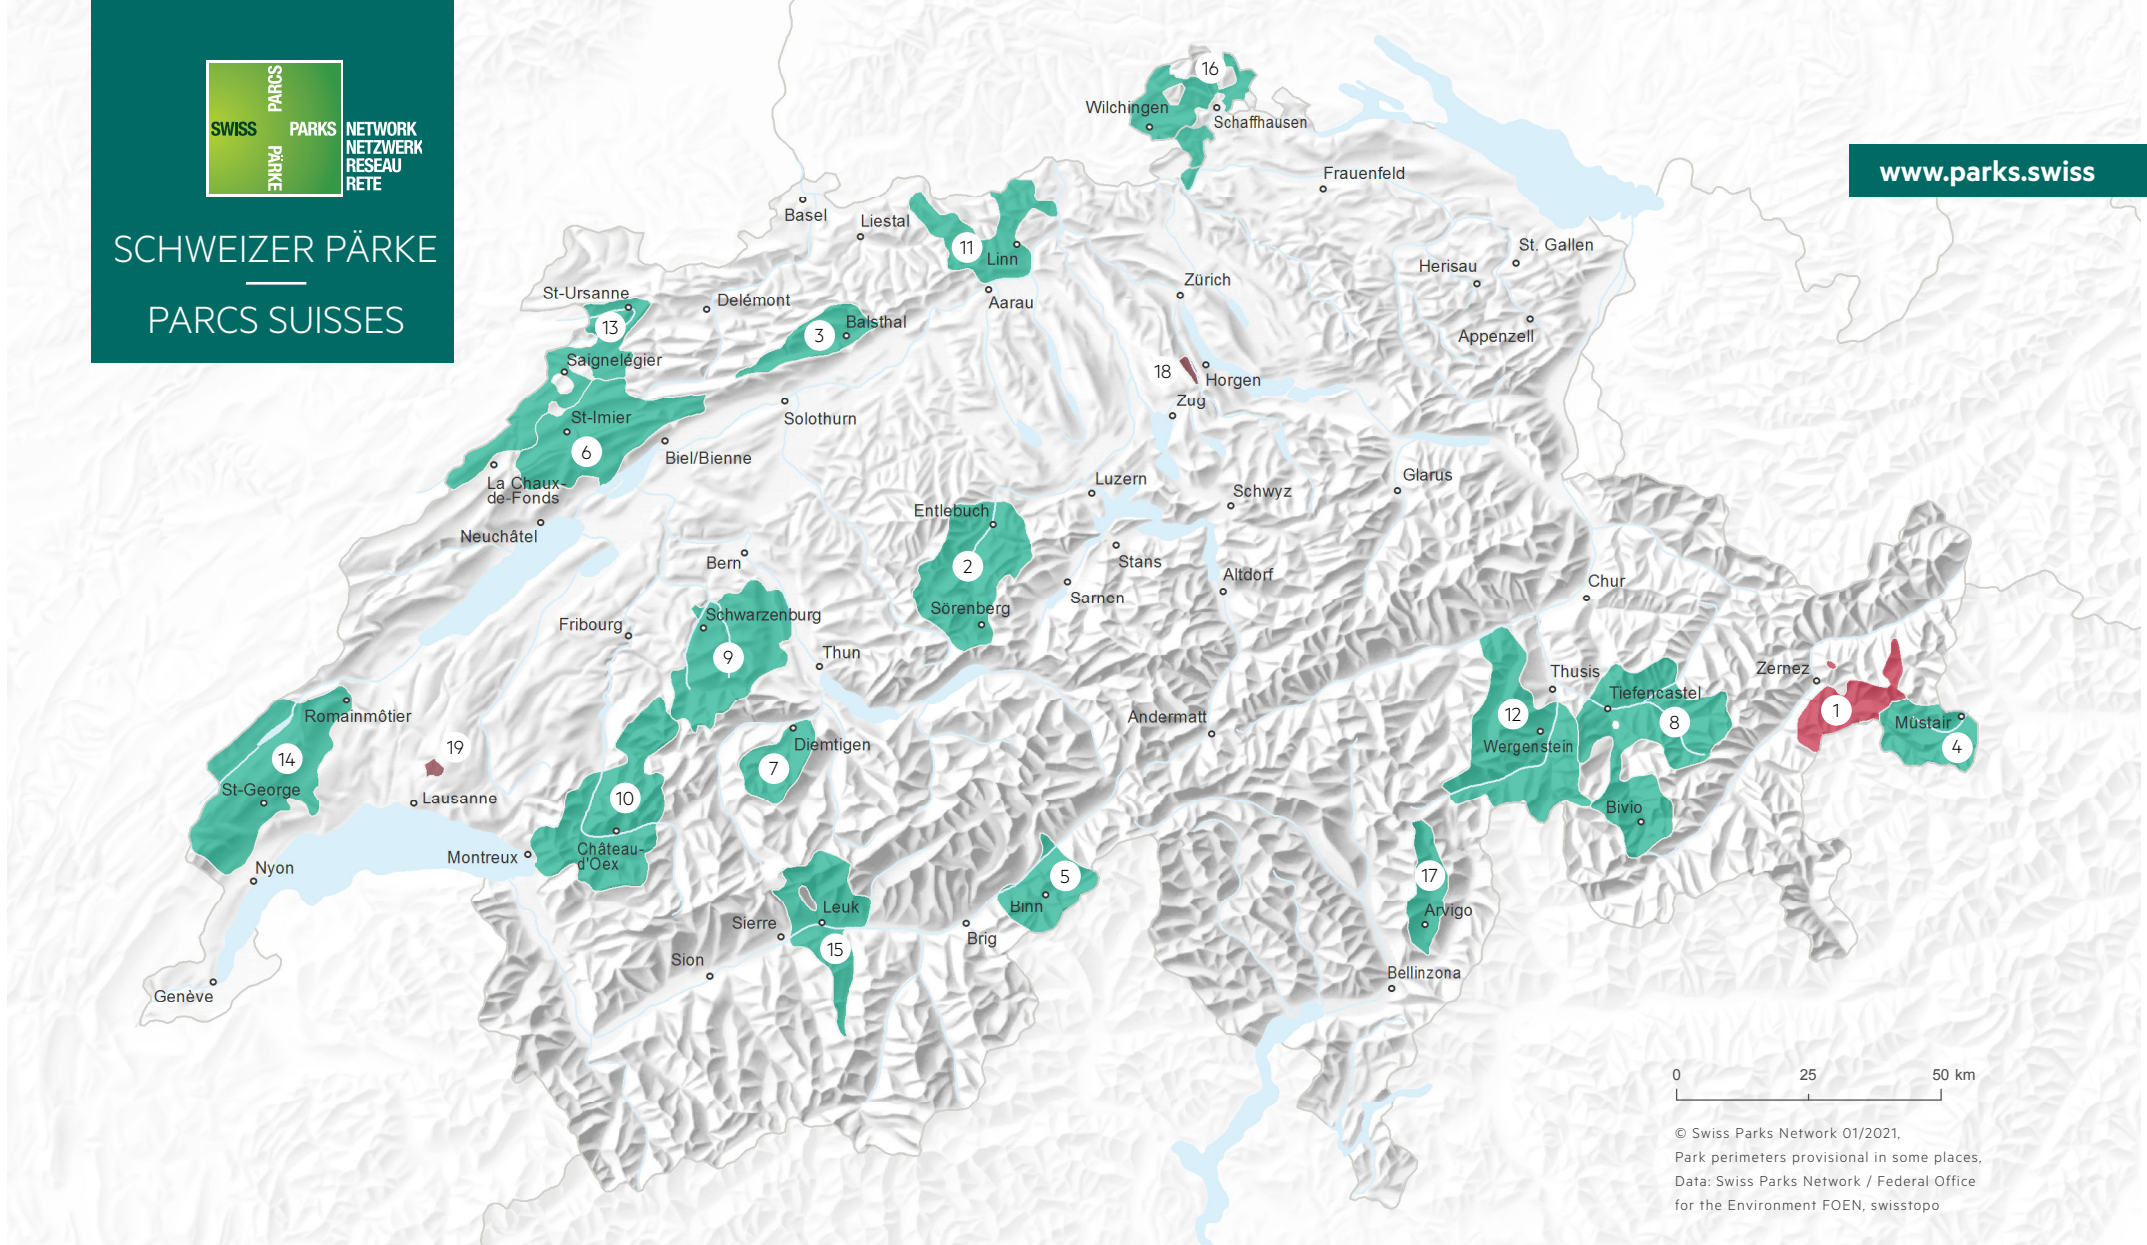 PARCS
SWISS PARKS NETWORK
PÄRKE NETZWERK
RESEAU
RETE
SCHWEIZER PÄRKE
PARCS SUISSES
www.parks.swiss
16
Wilchingen
Schaffhausen
Frauenfeld
Basel
Liestal
11
Linn
St. Gallen
Herisau
Zürich
St-Ursanne
Delémont
Aarau
13
3
Balsthal
Appenzell
Saignelégier
18
Horgen
Zug
St-Imier
Solothurn
6
Biel/Bienne
La Chaux-
de-Fonds
Luzern
Schwyz
Glarus
Entlebuch
Neuchâtel
Bern
2
Stans
Altdorf
Chur
Sarnen
Sörenberg
Schwarzenburg
Fribourg
9
Thun
Thusis
Zernez
Tiefencastel
Romainmôtier
Andermatt
12
8
1
Müstair
4
19
Diemtigen
Wergenstein
14
7
St-George
Lausanne
10
Bivio
Château-
d'Oex
Montreux
Nyon
5
17
Binn
Leuk
Arvigo
Sierre
Brig
15
Sion
Bellinzona
Genève
0 25 50 km
© Swiss Parks Network 01/2021,
Park perimeters provisional in some places,
Data: Swiss Parks Network / Federal Office
for the Environment FOEN, swisstopo